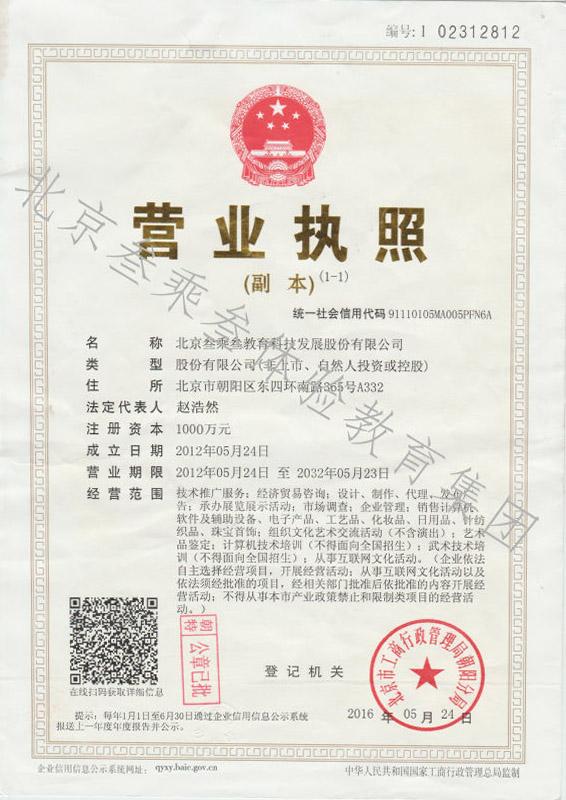 编号:1 02312812
营业执照
(副 本)(1-1)
统一社会信用代码 91110105MA005PFN6A
名 称 北京叁乘叁教育科技发展股份有限公司
类 型 股份有限公司(非上市、自然人投资或控股)
住 所 北京市朝阳区东四环南路365号A332
法定代表人 赵浩然
注册资本 1000万元
成立日期 2012年05月24日
营业期限 2012年05月24日 至 2032年05月23日
经营范围 技术推广服务；经济贸易咨询；设计、制作、代理、发布广
告；承办展览展示活动；市场调查；企业管理；销售计算机、
软件及辅助设备、电子产品、工艺品、化妆品、日用品、针纺
织品、珠宝首饰；组织文化艺术交流活动（不含演出）；艺术
品鉴定；计算机技术培训（不得面向全国招生）；武术技术培
训（不得面向全国招生）；从事互联网文化活动。（企业依法
自主选择经营项目，开展经营活动；从事互联网文化活动以及
依法须经批准的项目，经相关部门批准后依批准的内容开展经
营活动；不得从事本市产业政策禁止和限制类项目的经营活
动。）
北京叁乘叁体验教育集团
在线扫码获取详细信息
朝特
公章已批
登记机关
北京市工商行政管理局朝阳分局
2016 年 05 月 24 日
提示：每年1月1日至6月30日通过企业信用信息公示系统
报送上一年度年度报告并公示。
企业信用信息公示系统网址: qyxy.baic.gov.cn
中华人民共和国国家工商行政管理总局监制